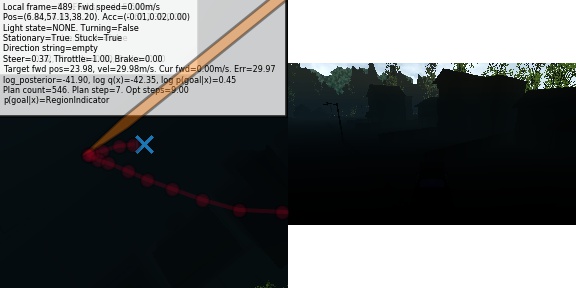 Local frame=489. Fwd speed=0.00m/s
Pos=(6.84,57.13,38.20). Acc=(-0.01,0.02,0.00)
Light state=NONE. Turning=False
Stationary=True. Stuck=True
Direction string=empty
Steer=0.37, Throttle=1.00, Brake=0.00
Target fwd pos=23.98, vel=29.98m/s. Cur fwd=0.00m/s. Err=29.97
log_posterior=-41.90, log q(x)=-42.35, log p(goal|x)=0.45
Plan count=546. Plan step=7. Opt steps=9.00
p(goal|x)=RegionIndicator